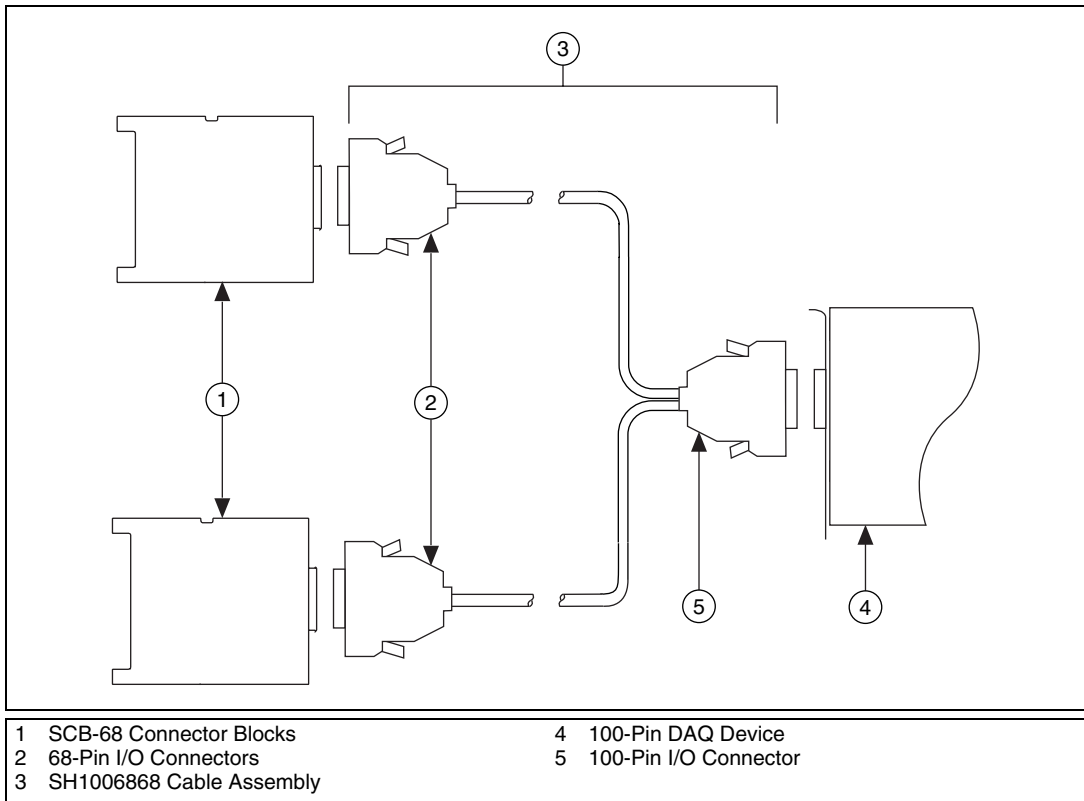 3
1
2
5
4
1 SCB-68 Connector Blocks
2 68-Pin I/O Connectors
3 SH1006868 Cable Assembly
4 100-Pin DAQ Device
5 100-Pin I/O Connector